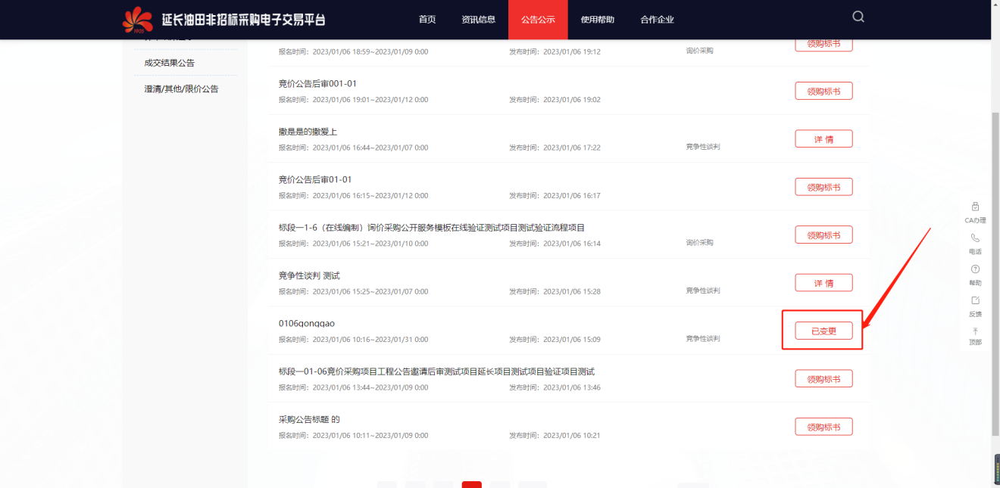 1905
延长油田非招标采购电子交易平台
首页 资讯信息 公告公示 使用帮助 合作企业
成交结果公告
澄清/其他/限价公告
报名时间：2023/01/06 18:59~2023/01/09 0:00 发布时间：2023/01/06 19:12 询价采购 领购标书
竞价公告后审001-01
报名时间：2023/01/06 19:01~2023/01/12 0:00 发布时间：2023/01/06 19:02 领购标书
撒是是的撒爱上
报名时间：2023/01/06 16:44~2023/01/07 0:00 发布时间：2023/01/06 17:22 竞争性谈判 详 情
竞价公告后审01-01
报名时间：2023/01/06 16:15~2023/01/12 0:00 发布时间：2023/01/06 16:17 领购标书
标段一1-6（在线编制）询价采购公开服务模板在线验证测试项目测试验证流程项目
报名时间：2023/01/06 15:21~2023/01/10 0:00 发布时间：2023/01/06 16:14 询价采购 领购标书
竞争性谈判 测试
报名时间：2023/01/06 15:25~2023/01/07 0:00 发布时间：2023/01/06 15:28 竞争性谈判 详 情
0106gonggao
报名时间：2023/01/06 10:16~2023/01/31 0:00 发布时间：2023/01/06 15:09 竞争性谈判 已变更
标段一01-06竞价采购项目工程公告邀请后审测试项目延长项目测试项目验证项目测试
报名时间：2023/01/06 13:44~2023/01/09 0:00 发布时间：2023/01/06 13:46 领购标书
采购公告标题 的
报名时间：2023/01/06 10:11~2023/01/09 0:00 发布时间：2023/01/06 10:21 领购标书
CA办理
电话
帮助
反馈
顶部